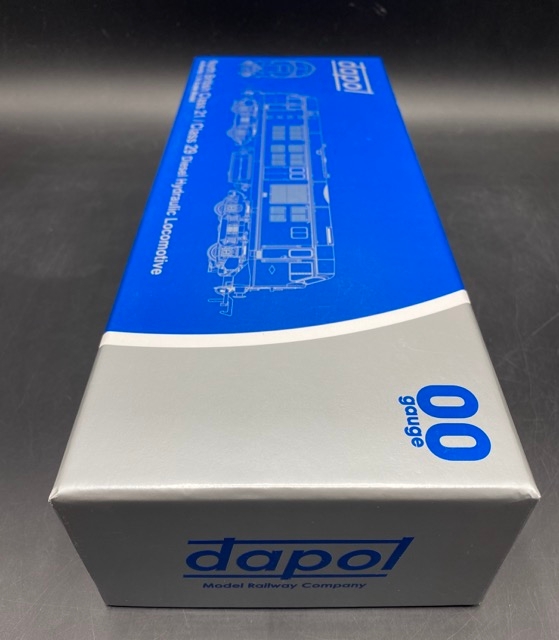 dapol
North British Class 21 / Class 29 Diesel Hydraulic Locomotive
00
gauge
dapol
Model Railway Company